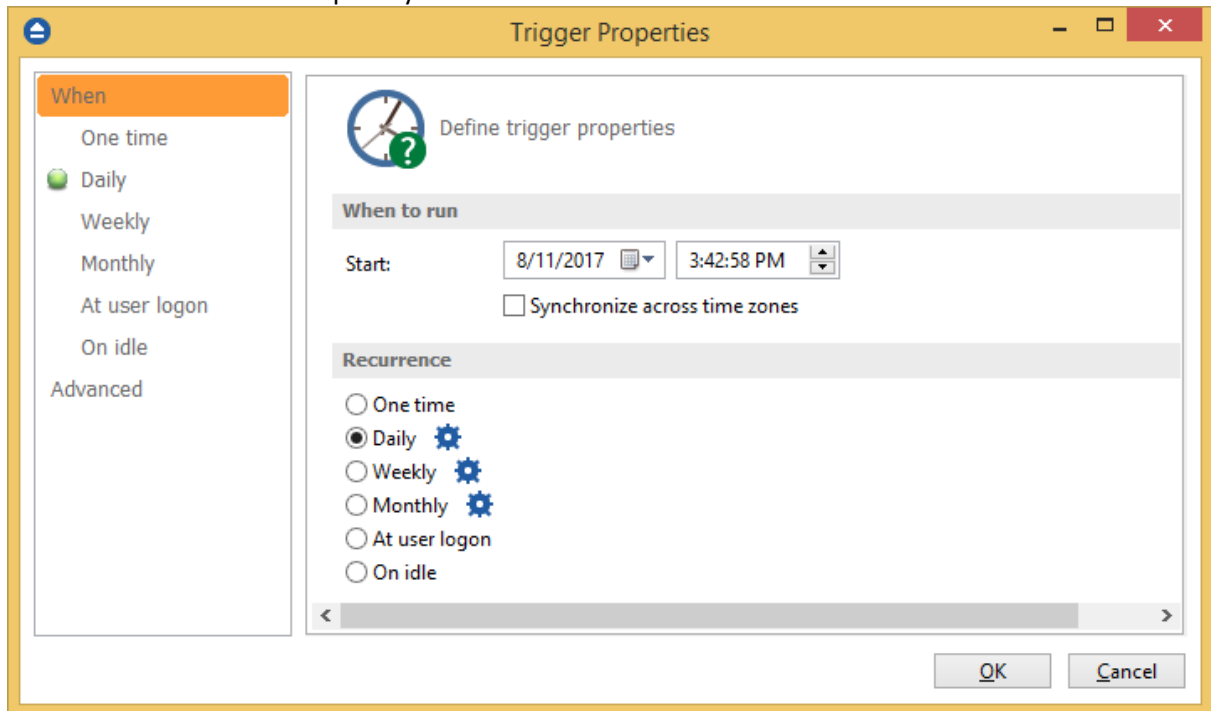 Trigger Properties
When
One time
Daily
Weekly
Monthly
At user logon
On idle
Advanced
Define trigger properties
When to run
Start: 8/11/2017 3:42:58 PM
Synchronize across time zones
Recurrence
One time
Daily
Weekly
Monthly
At user logon
On idle
OK Cancel